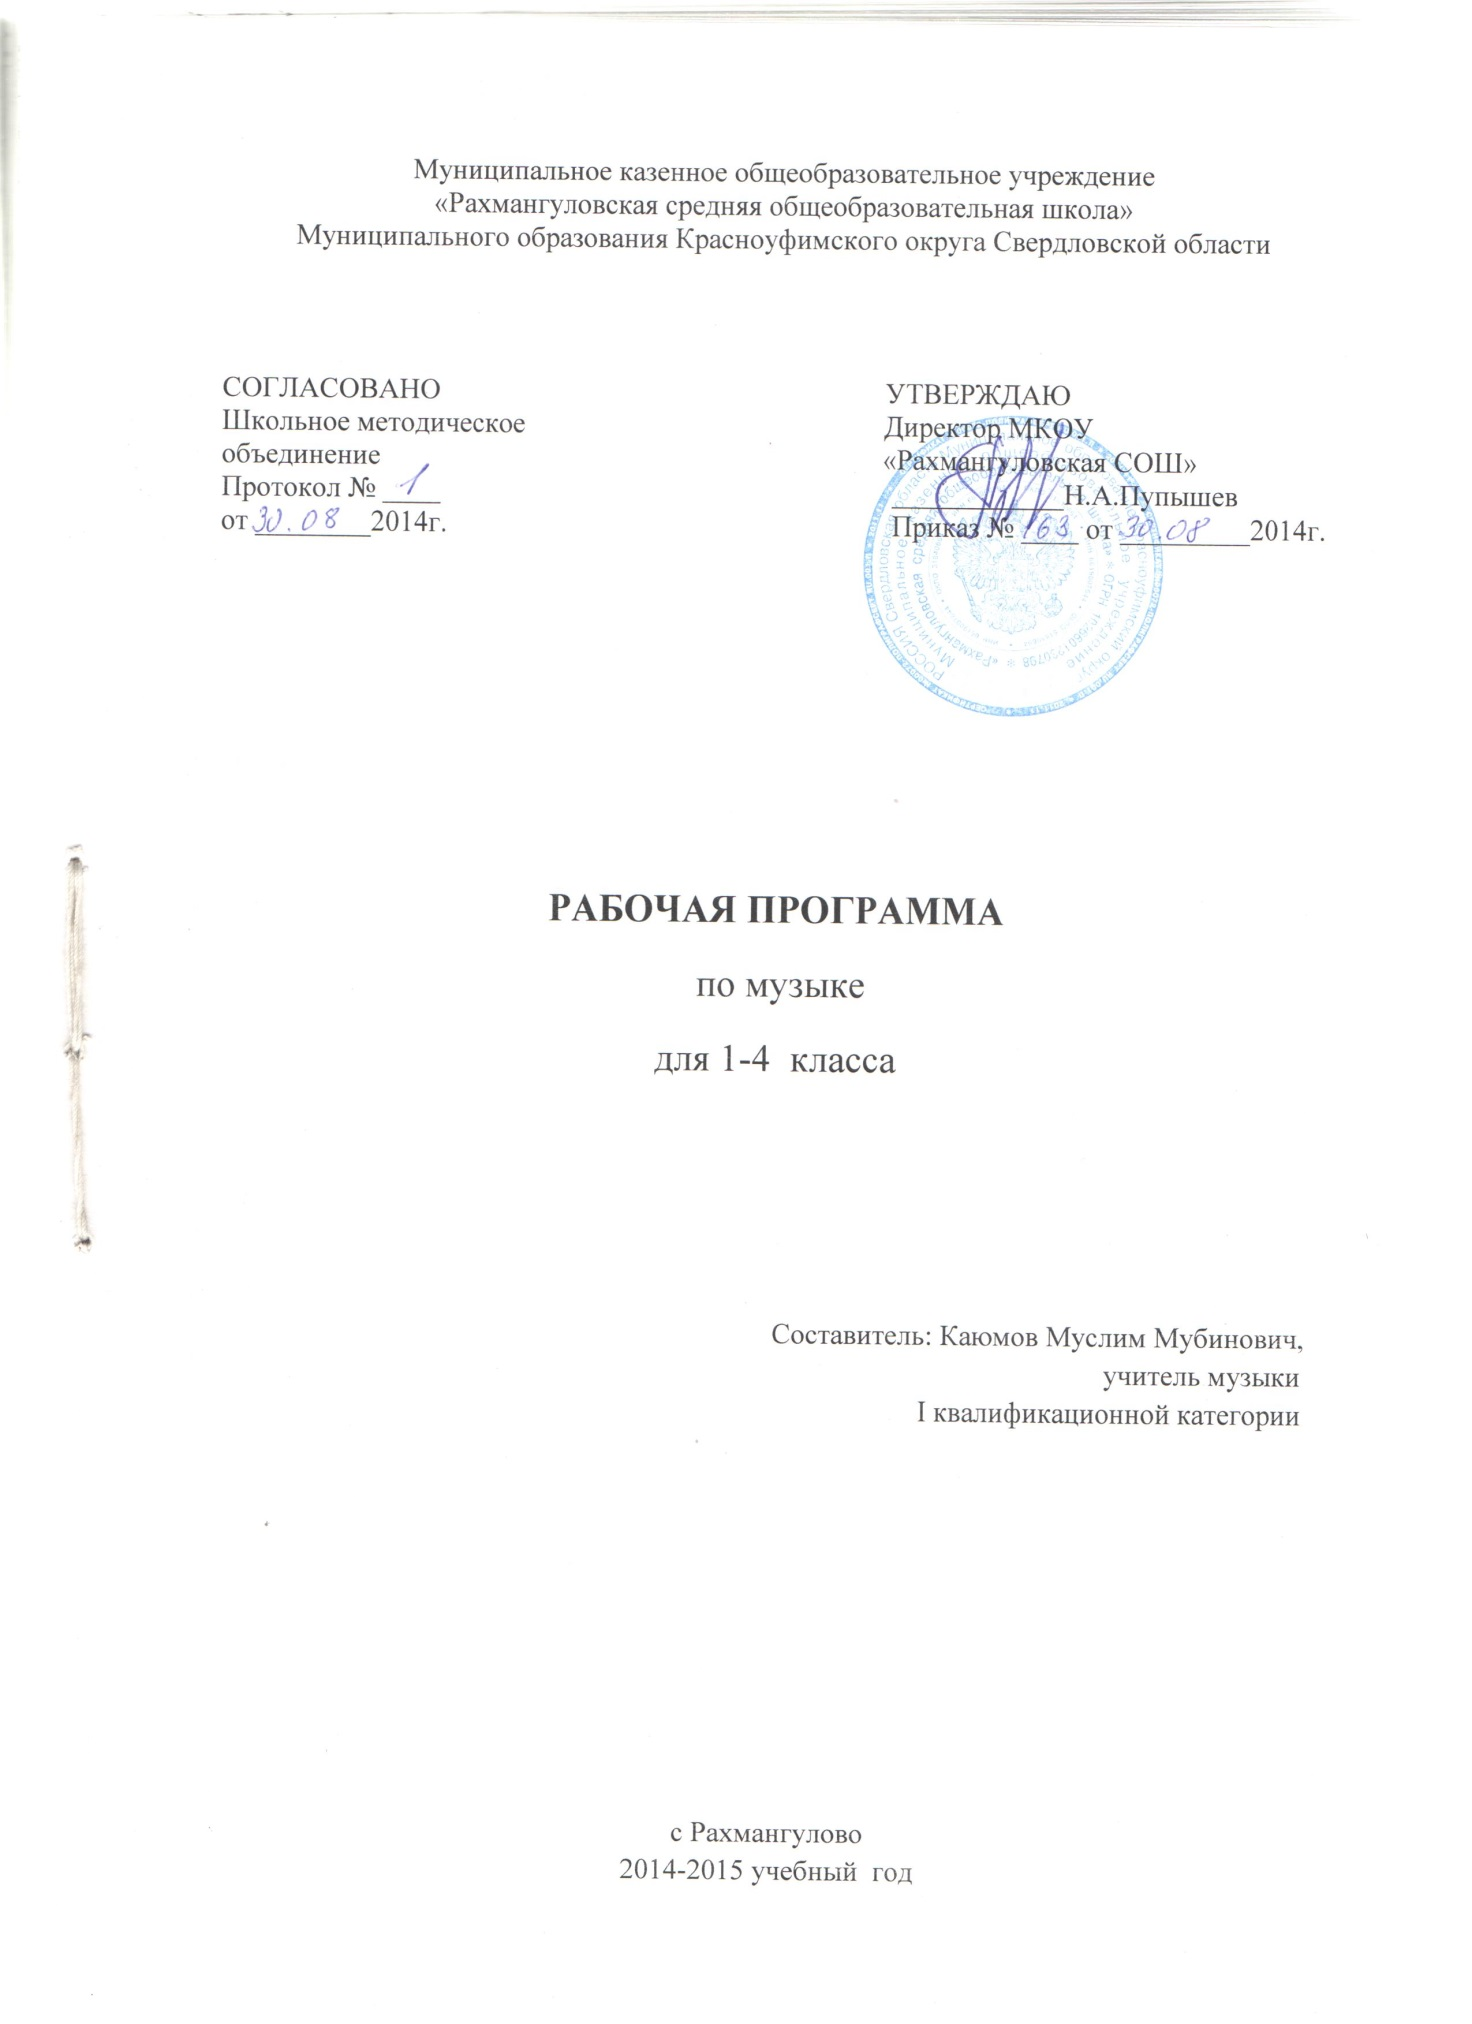 Муниципальное казенное общеобразовательное учреждение
«Рахмангуловская средняя общеобразовательная школа»
Муниципального образования Красноуфимского округа Свердловской области
СОГЛАСОВАНО
Школьное методическое
объединение
Протокол № 1
от 30.08 2014г.
УТВЕРЖДАЮ
Директор МКОУ
«Рахмангуловская СОШ»
Н.А.Пупышев
Приказ № 163 от 30.08 2014г.
РАБОЧАЯ ПРОГРАММА
по музыке
для 1-4 класса
Составитель: Каюмов Муслим Мубинович,
учитель музыки
I квалификационной категории
с Рахмангулово
2014-2015 учебный год